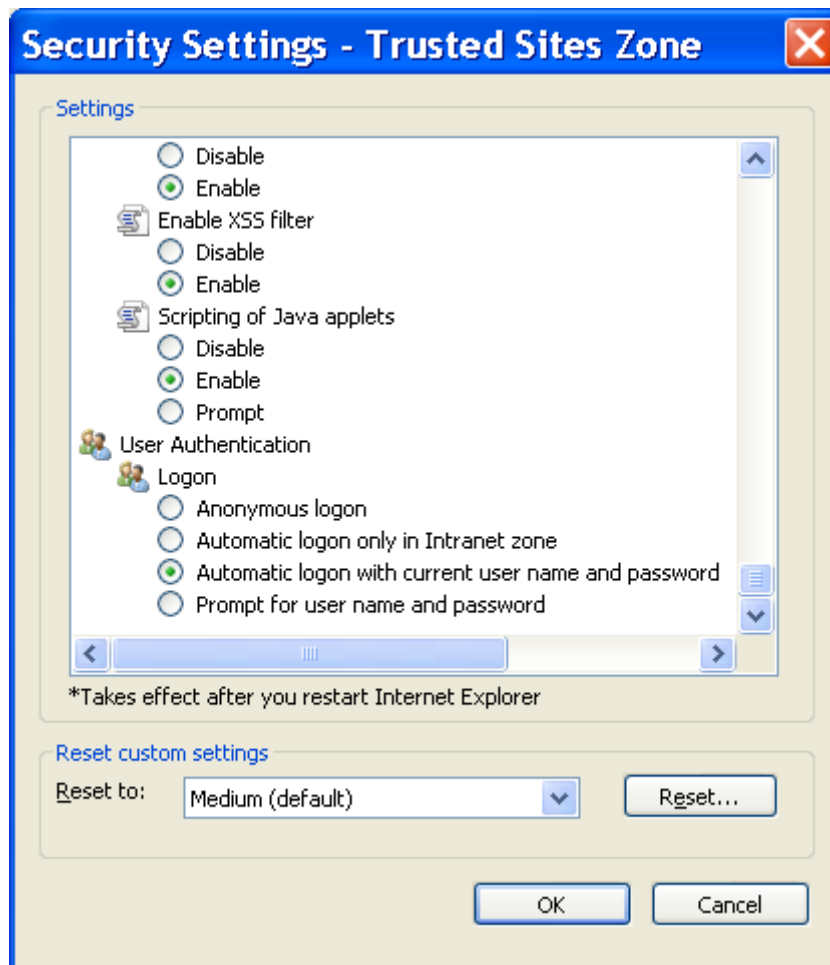 Security Settings - Trusted Sites Zone
Settings
Disable
Enable
Enable XSS filter
Disable
Enable
Scripting of Java applets
Disable
Enable
Prompt
User Authentication
Logon
Anonymous logon
Automatic logon only in Intranet zone
Automatic logon with current user name and password
Prompt for user name and password
*Takes effect after you restart Internet Explorer
Reset custom settings
Reset to: Medium (default) Reset...
OK Cancel